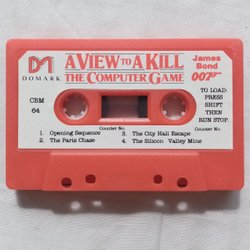 DOMARK
A VIEW TO A KILL
THE COMPUTER GAME
James
Bond
007
CBM
64
TO LOAD:
PRESS
SHIFT
THEN
RUN STOP.
Counter No.
Counter No.
1. Opening Sequence
2. The Paris Chase
3. The City Hall Escape
4. The Silicon Valley Mine